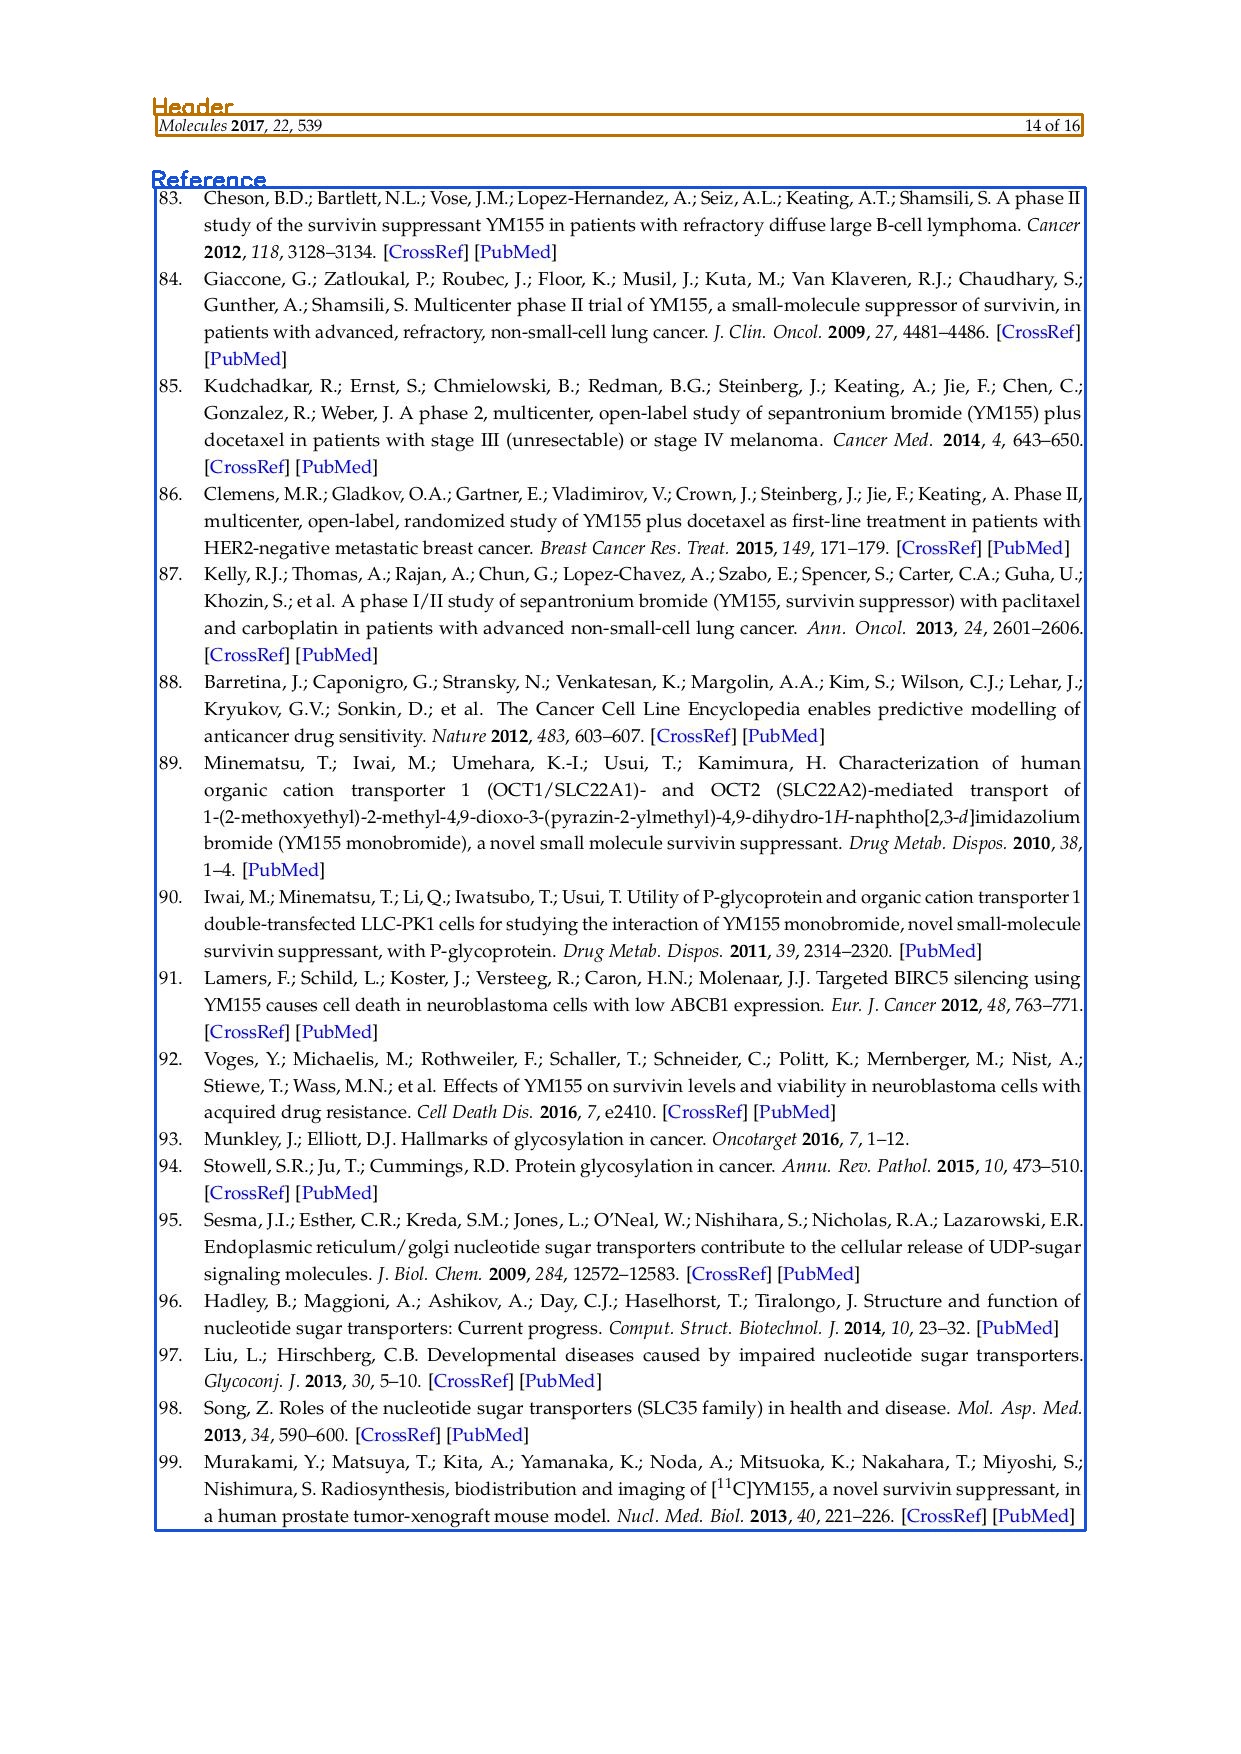 Header
Molecules 2017, 22, 539 14 of 16
Reference
83. Cheson, B.D.; Bartlett, N.L.; Vose, J.M.; Lopez-Hernandez, A.; Seiz, A.L.; Keating, A.T.; Shamsili, S. A phase II
study of the survivin suppressant YM155 in patients with refractory diffuse large B-cell lymphoma. Cancer
2012, 118, 3128–3134. [CrossRef] [PubMed]
84. Giaccone, G.; Zatloukal, P.; Roubec, J.; Floor, K.; Musil, J.; Kuta, M.; Van Klaveren, R.J.; Chaudhary, S.;
Gunther, A.; Shamsili, S. Multicenter phase II trial of YM155, a small-molecule suppressor of survivin, in
patients with advanced, refractory, non-small-cell lung cancer. J. Clin. Oncol. 2009, 27, 4481–4486. [CrossRef]
[PubMed]
85. Kudchadkar, R.; Ernst, S.; Chmielowski, B.; Redman, B.G.; Steinberg, J.; Keating, A.; Jie, F.; Chen, C.;
Gonzalez, R.; Weber, J. A phase 2, multicenter, open-label study of sepantronium bromide (YM155) plus
docetaxel in patients with stage III (unresectable) or stage IV melanoma. Cancer Med. 2014, 4, 643–650.
[CrossRef] [PubMed]
86. Clemens, M.R.; Gladkov, O.A.; Gartner, E.; Vladimirov, V.; Crown, J.; Steinberg, J.; Jie, F.; Keating, A. Phase II,
multicenter, open-label, randomized study of YM155 plus docetaxel as first-line treatment in patients with
HER2-negative metastatic breast cancer. Breast Cancer Res. Treat. 2015, 149, 171–179. [CrossRef] [PubMed]
87. Kelly, R.J.; Thomas, A.; Rajan, A.; Chun, G.; Lopez-Chavez, A.; Szabo, E.; Spencer, S.; Carter, C.A.; Guha, U.;
Khozin, S.; et al. A phase I/II study of sepantronium bromide (YM155, survivin suppressor) with paclitaxel
and carboplatin in patients with advanced non-small-cell lung cancer. Ann. Oncol. 2013, 24, 2601–2606.
[CrossRef] [PubMed]
88. Barretina, J.; Caponigro, G.; Stransky, N.; Venkatesan, K.; Margolin, A.A.; Kim, S.; Wilson, C.J.; Lehar, J.;
Kryukov, G.V.; Sonkin, D.; et al. The Cancer Cell Line Encyclopedia enables predictive modelling of
anticancer drug sensitivity. Nature 2012, 483, 603–607. [CrossRef] [PubMed]
89. Minematsu, T.; Iwai, M.; Umehara, K.-I.; Usui, T.; Kamimura, H. Characterization of human
organic cation transporter 1 (OCT1/SLC22A1)- and OCT2 (SLC22A2)-mediated transport of
1-(2-methoxyethyl)-2-methyl-4,9-dioxo-3-(pyrazin-2-ylmethyl)-4,9-dihydro-1H-naphtho[2,3-d]imidazolium
bromide (YM155 monobromide), a novel small molecule survivin suppressant. Drug Metab. Dispos. 2010, 38,
1–4. [PubMed]
90. Iwai, M.; Minematsu, T.; Li, Q.; Iwatsubo, T.; Usui, T. Utility of P-glycoprotein and organic cation transporter 1
double-transfected LLC-PK1 cells for studying the interaction of YM155 monobromide, novel small-molecule
survivin suppressant, with P-glycoprotein. Drug Metab. Dispos. 2011, 39, 2314–2320. [PubMed]
91. Lamers, F.; Schild, L.; Koster, J.; Versteeg, R.; Caron, H.N.; Molenaar, J.J. Targeted BIRC5 silencing using
YM155 causes cell death in neuroblastoma cells with low ABCB1 expression. Eur. J. Cancer 2012, 48, 763–771.
[CrossRef] [PubMed]
92. Voges, Y.; Michaelis, M.; Rothweiler, F.; Schaller, T.; Schneider, C.; Politt, K.; Mernberger, M.; Nist, A.;
Stiewe, T.; Wass, M.N.; et al. Effects of YM155 on survivin levels and viability in neuroblastoma cells with
acquired drug resistance. Cell Death Dis. 2016, 7, e2410. [CrossRef] [PubMed]
93. Munkley, J.; Elliott, D.J. Hallmarks of glycosylation in cancer. Oncotarget 2016, 7, 1–12.
94. Stowell, S.R.; Ju, T.; Cummings, R.D. Protein glycosylation in cancer. Annu. Rev. Pathol. 2015, 10, 473–510.
[CrossRef] [PubMed]
95. Sesma, J.I.; Esther, C.R.; Kreda, S.M.; Jones, L.; O’Neal, W.; Nishihara, S.; Nicholas, R.A.; Lazarowski, E.R.
Endoplasmic reticulum/golgi nucleotide sugar transporters contribute to the cellular release of UDP-sugar
signaling molecules. J. Biol. Chem. 2009, 284, 12572–12583. [CrossRef] [PubMed]
96. Hadley, B.; Maggioni, A.; Ashikov, A.; Day, C.J.; Haselhorst, T.; Tiralongo, J. Structure and function of
nucleotide sugar transporters: Current progress. Comput. Struct. Biotechnol. J. 2014, 10, 23–32. [PubMed]
97. Liu, L.; Hirschberg, C.B. Developmental diseases caused by impaired nucleotide sugar transporters.
Glycoconj. J. 2013, 30, 5–10. [CrossRef] [PubMed]
98. Song, Z. Roles of the nucleotide sugar transporters (SLC35 family) in health and disease. Mol. Asp. Med.
2013, 34, 590–600. [CrossRef] [PubMed]
99. Murakami, Y.; Matsuya, T.; Kita, A.; Yamanaka, K.; Noda, A.; Mitsuoka, K.; Nakahara, T.; Miyoshi, S.;
Nishimura, S. Radiosynthesis, biodistribution and imaging of [¹¹C]YM155, a novel survivin suppressant, in
a human prostate tumor-xenograft mouse model. Nucl. Med. Biol. 2013, 40, 221–226. [CrossRef] [PubMed]